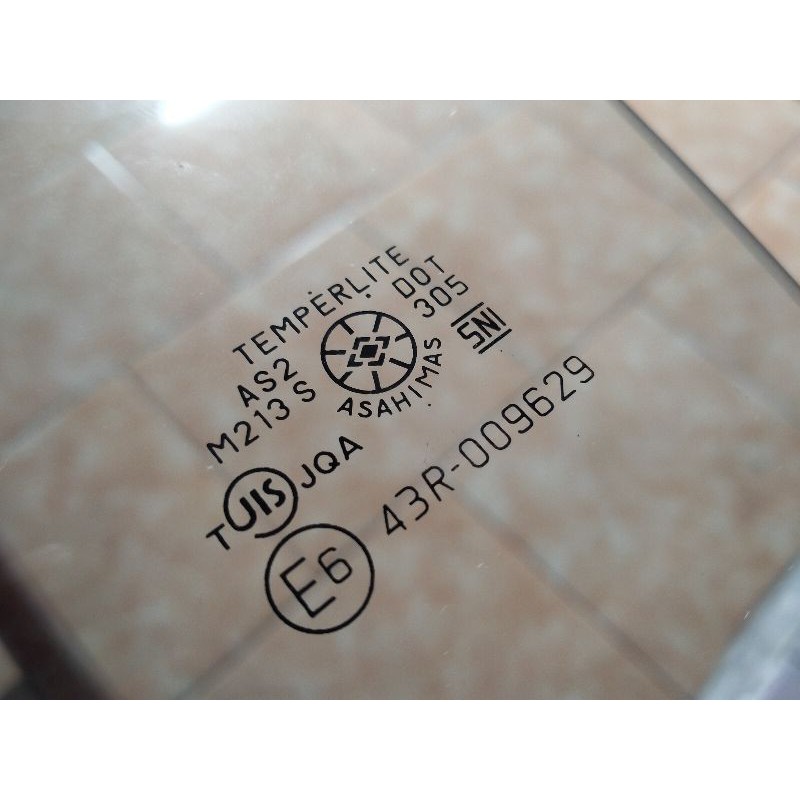 TEMPERLITE
AS2 DOT
M213 S 305
ASAHIMAS
SNI
T JIS JQA
E6 43R-009629